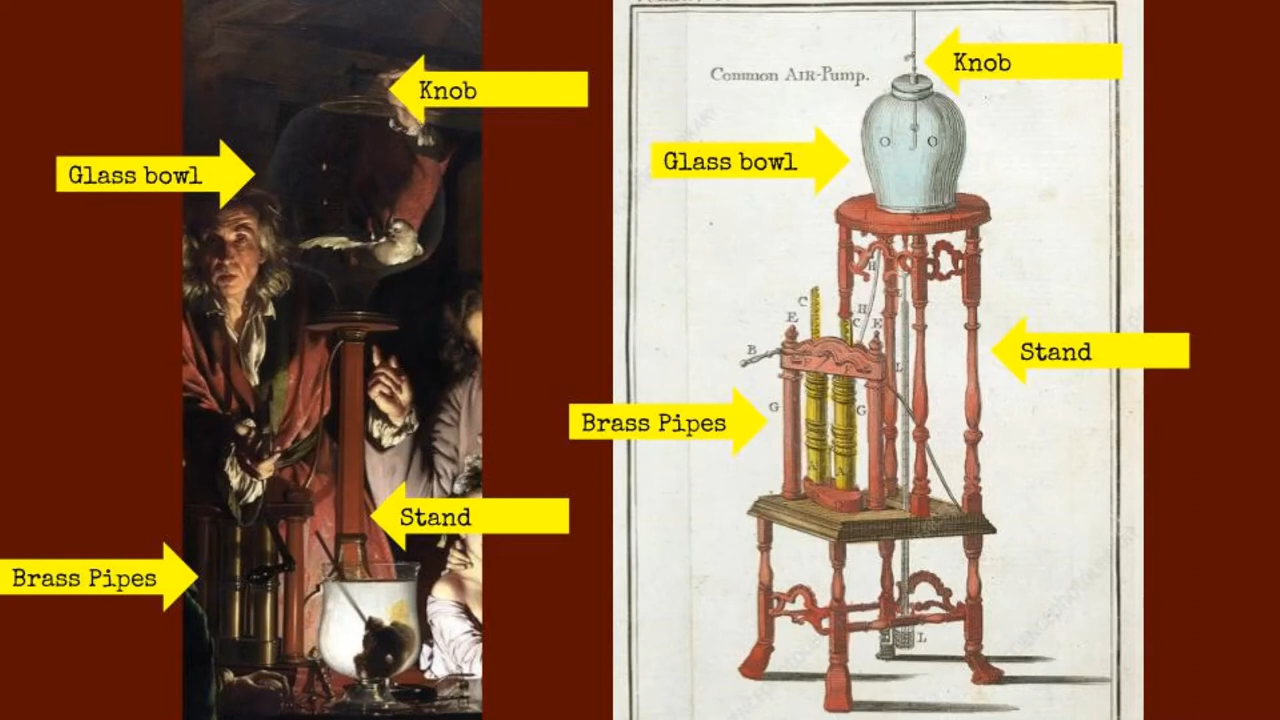 Knob
Glass bowl
Stand
Brass Pipes
Common AIR-Pump.
Knob
Glass bowl
Stand
Brass Pipes
H
L
C
H
E
C
E
B
F
F
L
G
G
A
A
L